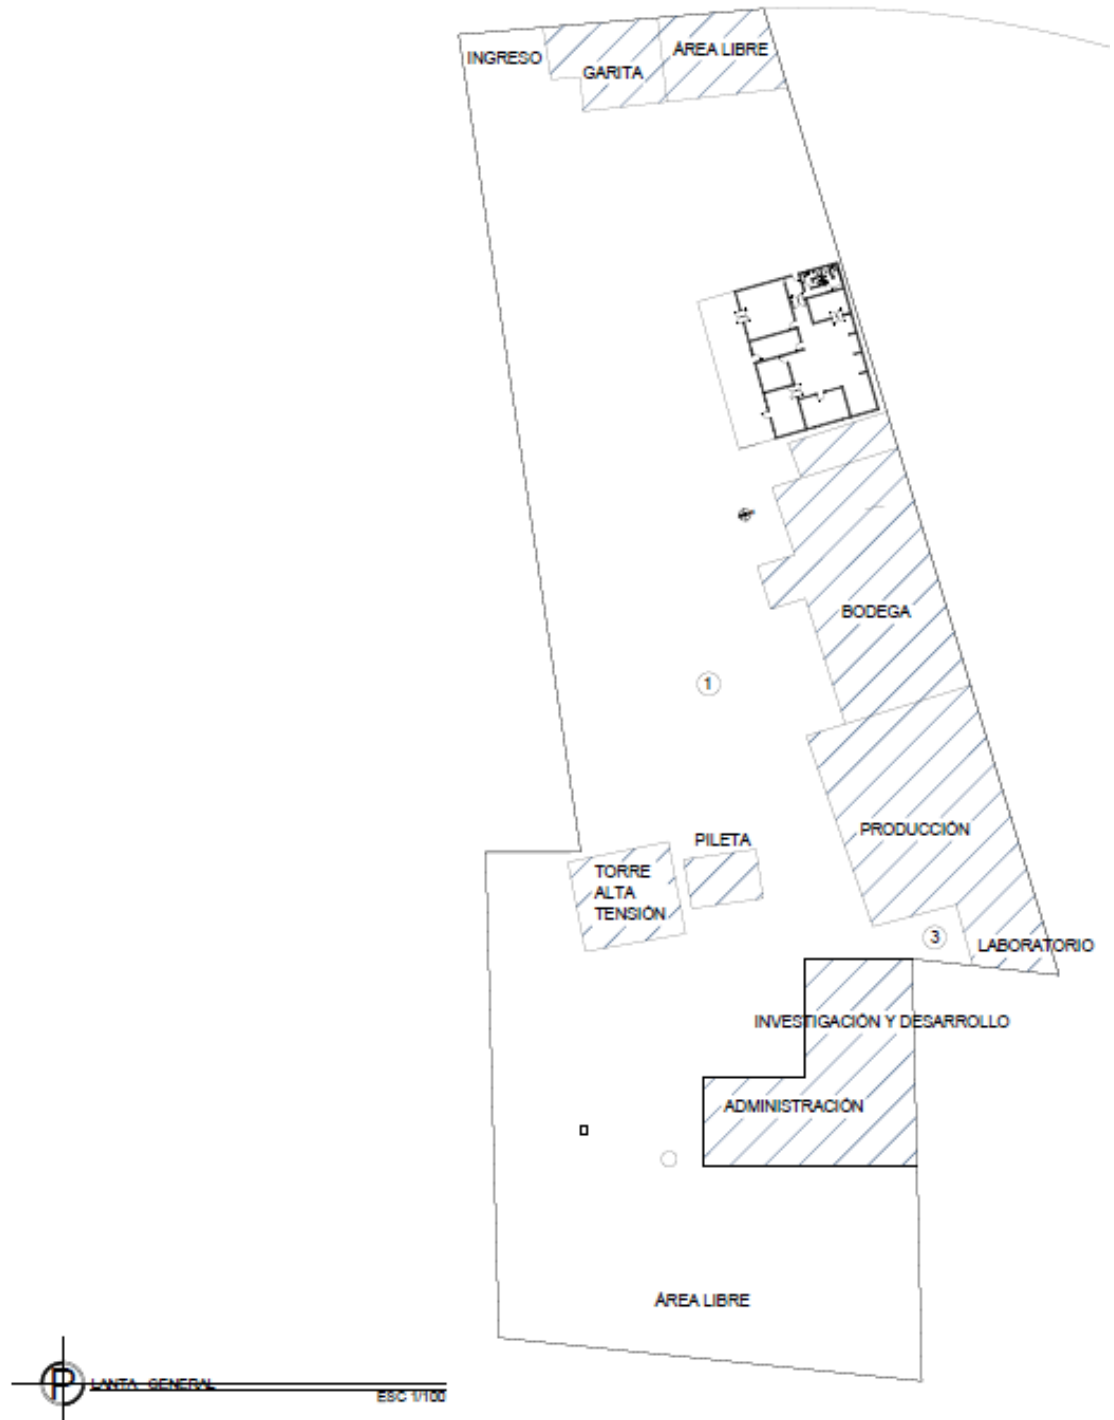 INGRESO
GARITA
ÁREA LIBRE
BODEGA
1
PRODUCCIÓN
PILETA
TORRE
ALTA
TENSIÓN
3
LABORATORIO
INVESTIGACIÓN Y DESARROLLO
ADMINISTRACIÓN
ÁREA LIBRE
PLANTA GENERAL
ESC 1/100